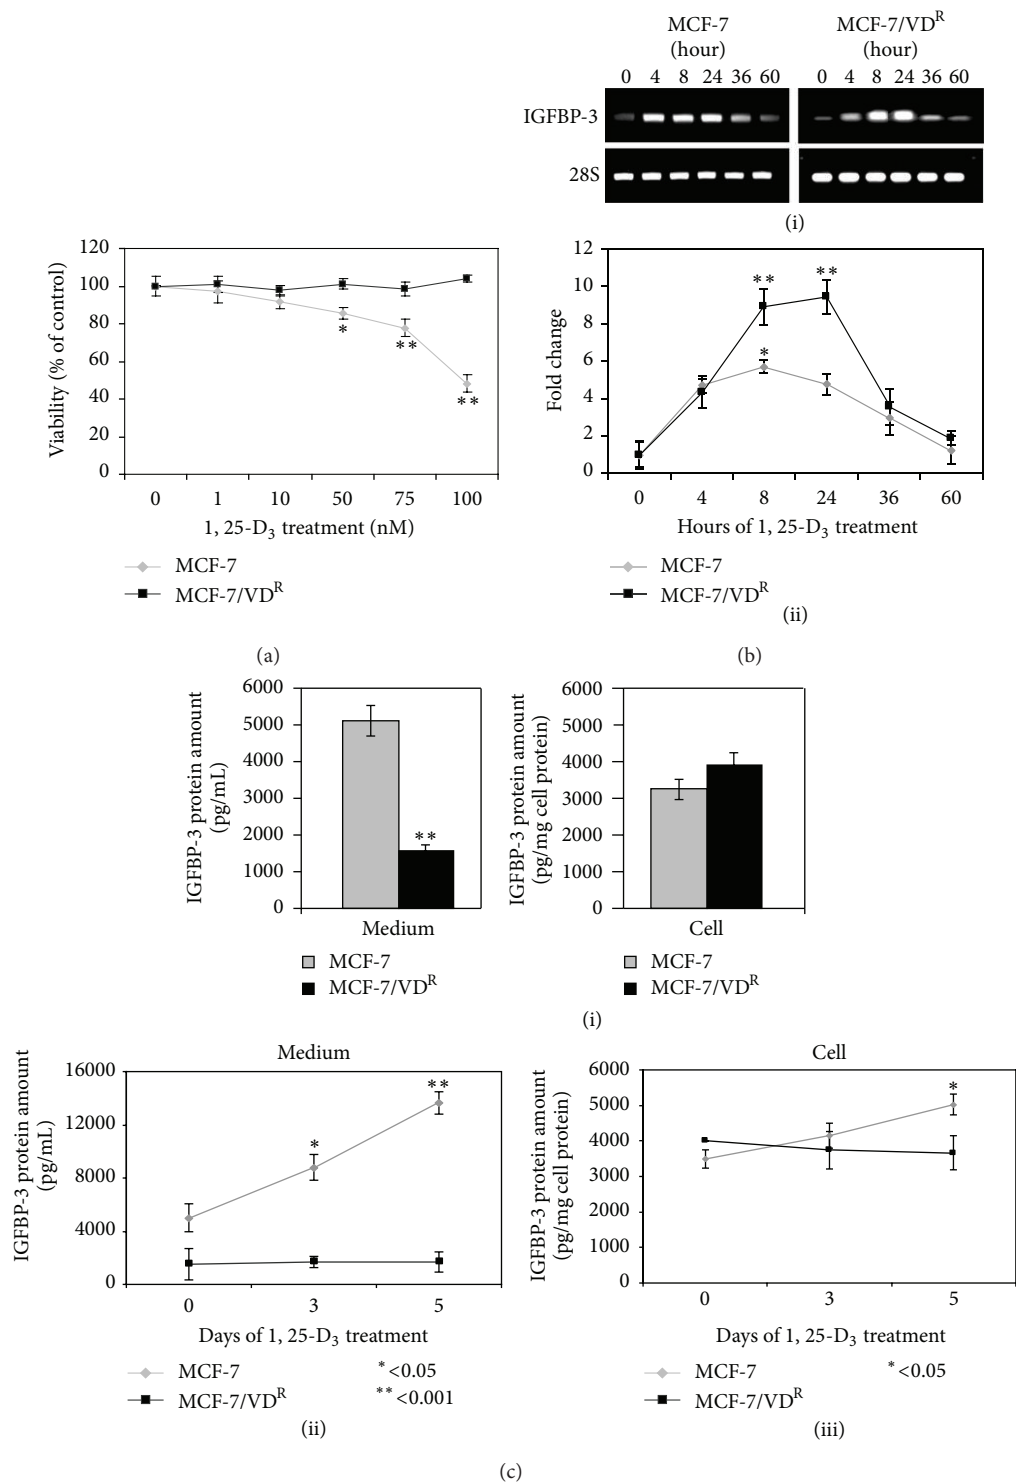 MCF-7 MCF-7/VD^R
(hour) (hour)
0 4 8 24 36 60 0 4 8 24 36 60
IGFBP-3
28S
(i)
Viability (% of control)
120
100
80
60
40
20
0
* ** **
0 1 10 50 75 100
1, 25-D₃ treatment (nM)
MCF-7
MCF-7/VD^R
(a)
Fold change
12
10
8
6
4
2
0
** ** *
0 4 8 24 36 60
Hours of 1, 25-D₃ treatment
MCF-7
MCF-7/VD^R
(ii)
(b)
IGFBP-3 protein amount
(pg/mL)
6000
5000
4000
3000
2000
1000
0
**
Medium
MCF-7
MCF-7/VD^R
IGFBP-3 protein amount
(pg/mg cell protein)
6000
5000
4000
3000
2000
1000
0
Cell
MCF-7
MCF-7/VD^R
(i)
Medium
IGFBP-3 protein amount
(pg/mL)
16000
12000
8000
4000
0
* **
0 3 5
Days of 1, 25-D₃ treatment
MCF-7 *<0.05
MCF-7/VD^R **<0.001
(ii)
Cell
IGFBP-3 protein amount
(pg/mg cell protein)
6000
5000
4000
3000
2000
1000
0
*
0 3 5
Days of 1, 25-D₃ treatment
MCF-7 *<0.05
MCF-7/VD^R
(iii)
(c)